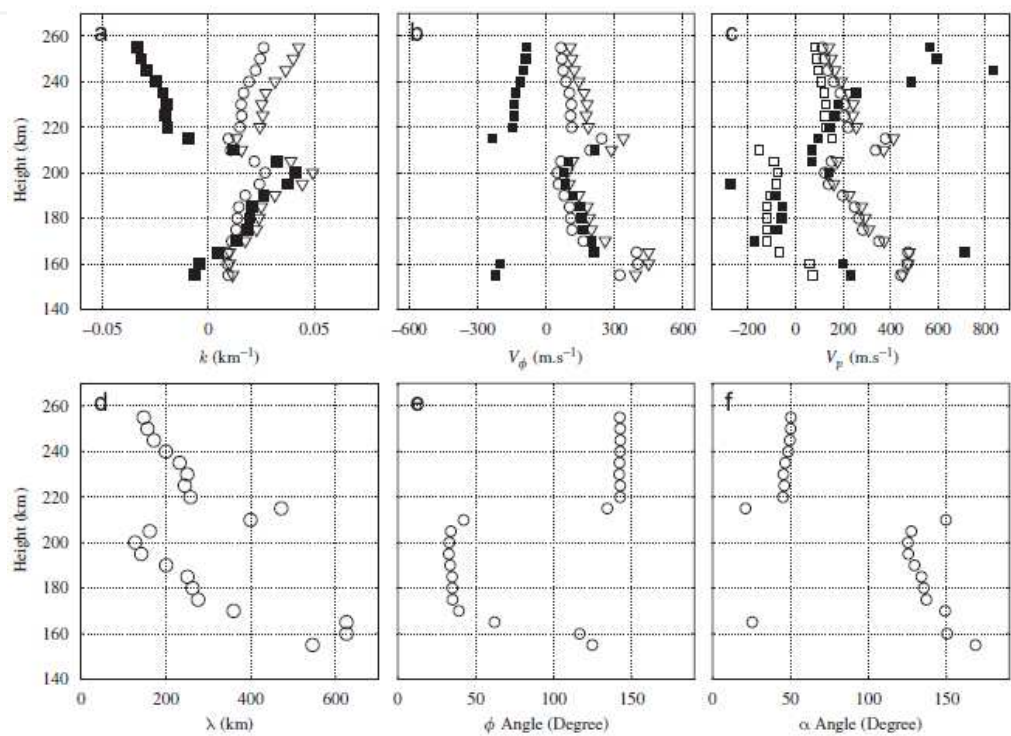 a
b
c
260
240
220
200
180
160
140
Height (km)
−0.05
0
0.05
−600
−300
0
300
600
−200
0
200
400
600
800
k (km⁻¹)
V_ϕ (m.s⁻¹)
V_p (m.s⁻¹)
d
e
f
260
240
220
200
180
160
140
Height (km)
0
200
400
600
0
50
100
150
0
50
100
150
λ (km)
ϕ Angle (Degree)
α Angle (Degree)